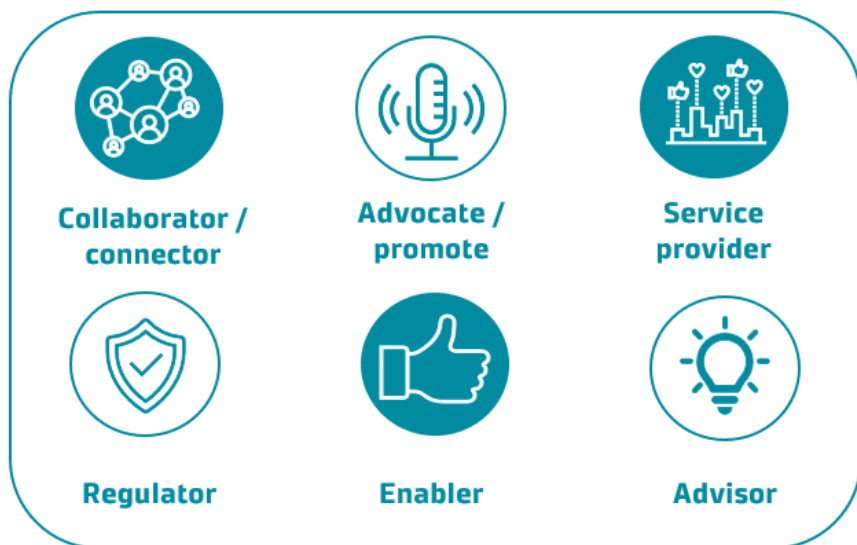 Collaborator /
connector
Advocate /
promote
Service
provider
Regulator
Enabler
Advisor